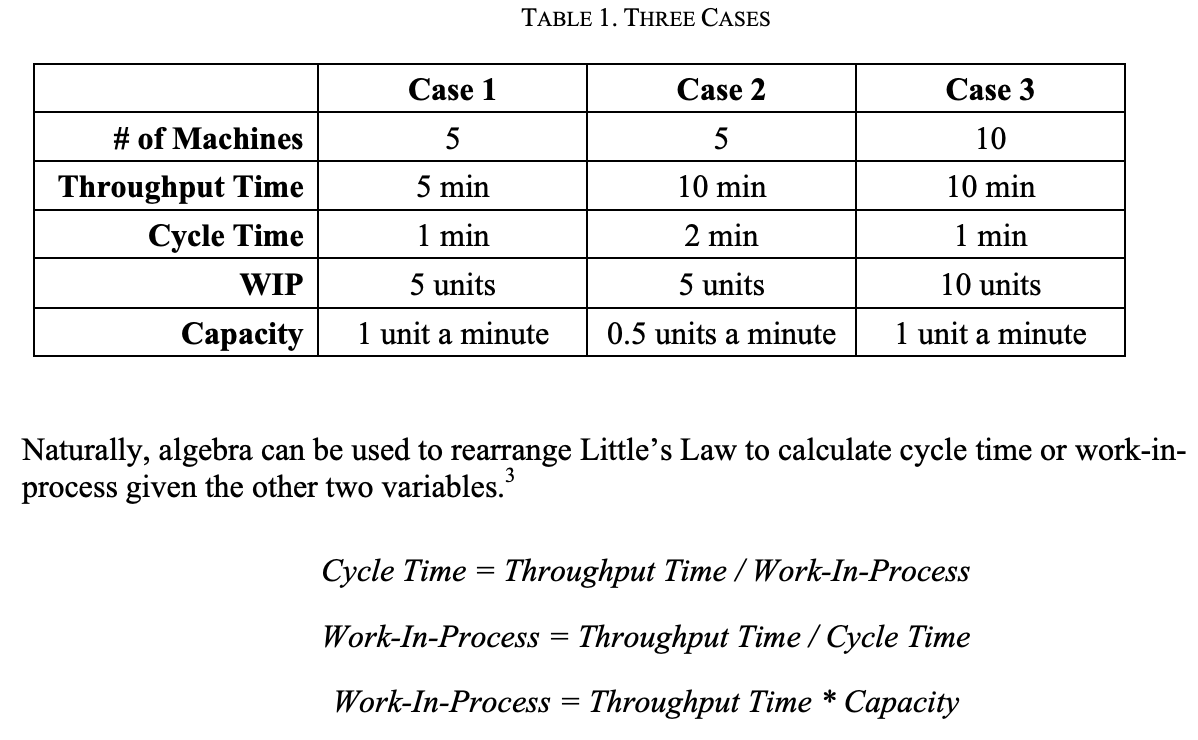 TABLE 1. THREE CASES
Case 1 Case 2 Case 3
# of Machines 5 5 10
Throughput Time 5 min 10 min 10 min
Cycle Time 1 min 2 min 1 min
WIP 5 units 5 units 10 units
Capacity 1 unit a minute 0.5 units a minute 1 unit a minute
Naturally, algebra can be used to rearrange Little’s Law to calculate cycle time or work-in-
process given the other two variables.³
Cycle Time = Throughput Time / Work-In-Process
Work-In-Process = Throughput Time / Cycle Time
Work-In-Process = Throughput Time * Capacity